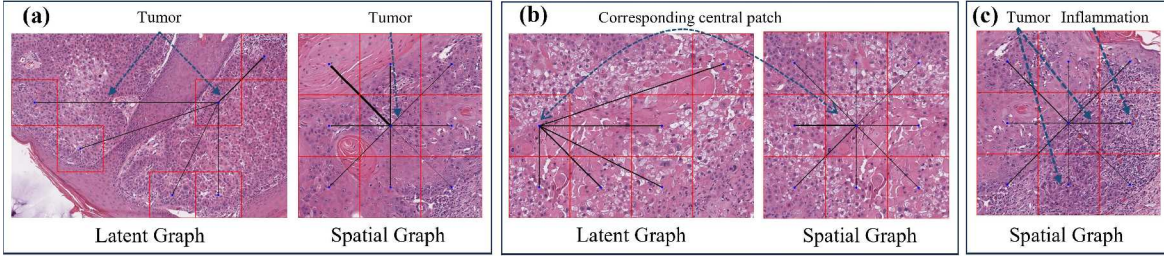 (a)
Tumor
Tumor
Latent Graph
Spatial Graph
(b)
Corresponding central patch
Latent Graph
Spatial Graph
(c)
Tumor Inflammation
Spatial Graph